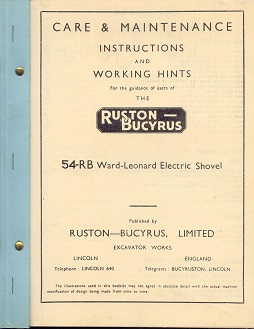 CARE & MAINTENANCE
INSTRUCTIONS
AND
WORKING HINTS
For the guidance of users of
THE
RUSTON —
BUCYRUS
54-RB Ward-Leonard Electric Shovel
Published by
RUSTON—BUCYRUS, LIMITED
EXCAVATOR WORKS
LINCOLN ENGLAND
Telephone : LINCOLN 640 Telegrams : BUCYRUSTON, LINCOLN
The illustrations used in this booklet may not agree in absolute detail with the actual machine
modification of design being made from time to time.